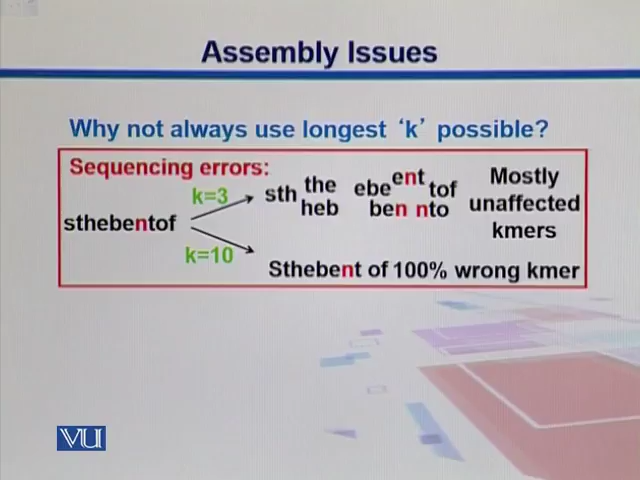 Assembly Issues
Why not always use longest 'k' possible?
Sequencing errors:
k=3
sthebentof
k=10
sth the ebe ent tof
heb ben nto
Mostly
unaffected
kmers
Sthebent of 100% wrong kmer
VU